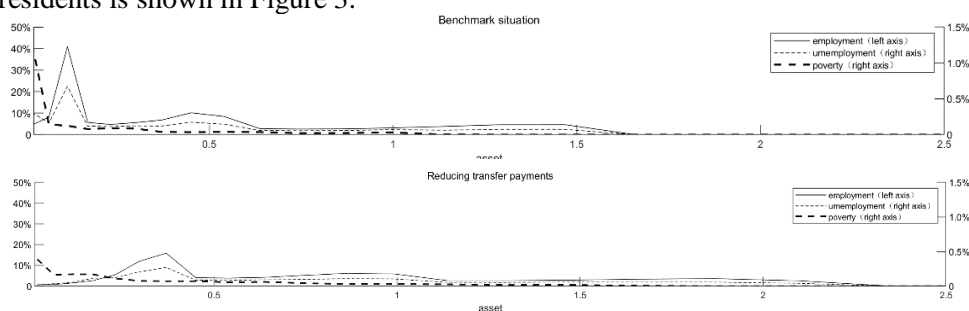 residents is shown in Figure 3.
Benchmark situation
50%
40%
30%
20%
10%
0
1.5%
1.0%
0.5%
0
employment（left axis）
umemployment（right axis）
poverty（right axis）
0.5
1
1.5
2
2.5
asset
Reducing transfer payments
50%
40%
30%
20%
10%
0
1.5%
1.0%
0.5%
0
employment（left axis）
umemployment（right axis）
poverty（right axis）
0.5
1
1.5
2
2.5
asset